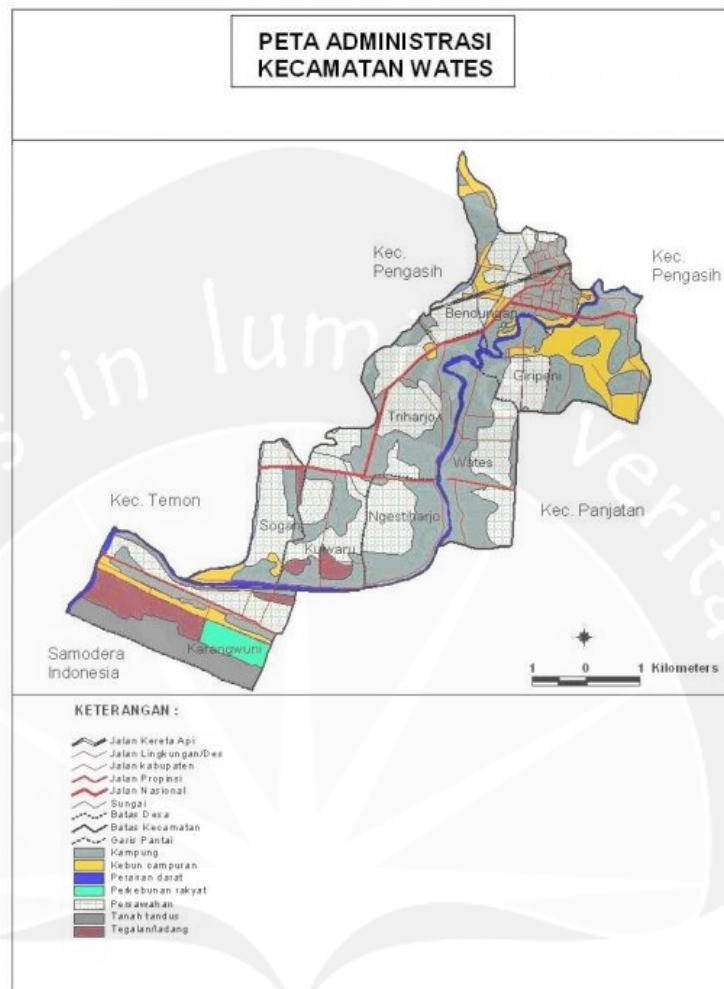 PETA ADMINISTRASI
KECAMATAN WATES
Kec.
Pengasih
Kec.
Pengasih
Bendungan
Giripeni
Triharjo
Wates
Kec. Temon
Sogan
Ngestiharjo
Kec. Panjatan
Kulwaru
Karangwuni
Samodera
Indonesia
1 0 1 Kilometers
KETERANGAN :
Jalan Kereta Api
Jalan Lingkungan/Des
Jalan kabupaten
Jalan Propinsi
Jalan Nasional
Sungai
Batas Desa
Batas Kecamatan
Garis Pantai
Kampung
Kebun campuran
Perairan darat
Perkebunan rakyat
Persawahan
Tanah tandus
Tegalan/ladang
in lumi
verita